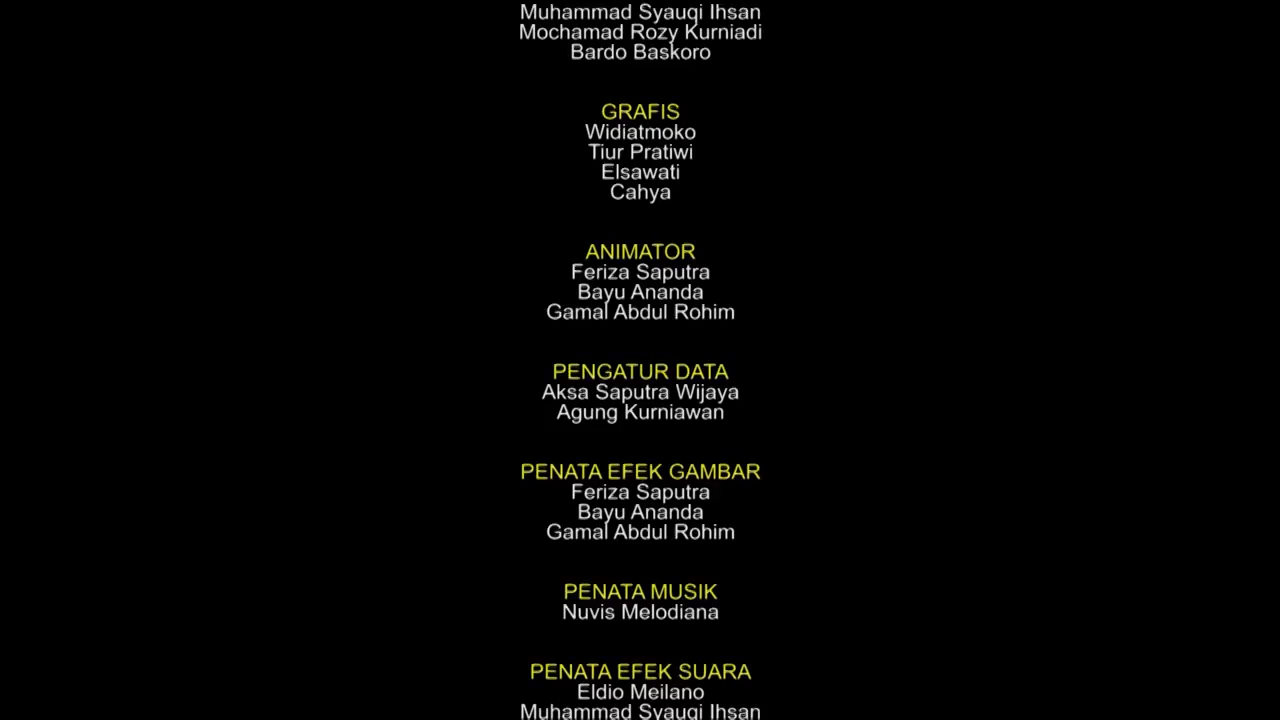 Muhammad Syauqi Ihsan
Mochamad Rozy Kurniadi
Bardo Baskoro
GRAFIS
Widiatmoko
Tiur Pratiwi
Elsawati
Cahya
ANIMATOR
Feriza Saputra
Bayu Ananda
Gamal Abdul Rohim
PENGATUR DATA
Aksa Saputra Wijaya
Agung Kurniawan
PENATA EFEK GAMBAR
Feriza Saputra
Bayu Ananda
Gamal Abdul Rohim
PENATA MUSIK
Nuvis Melodiana
PENATA EFEK SUARA
Eldio Meilano
Muhammad Syauqi Ihsan